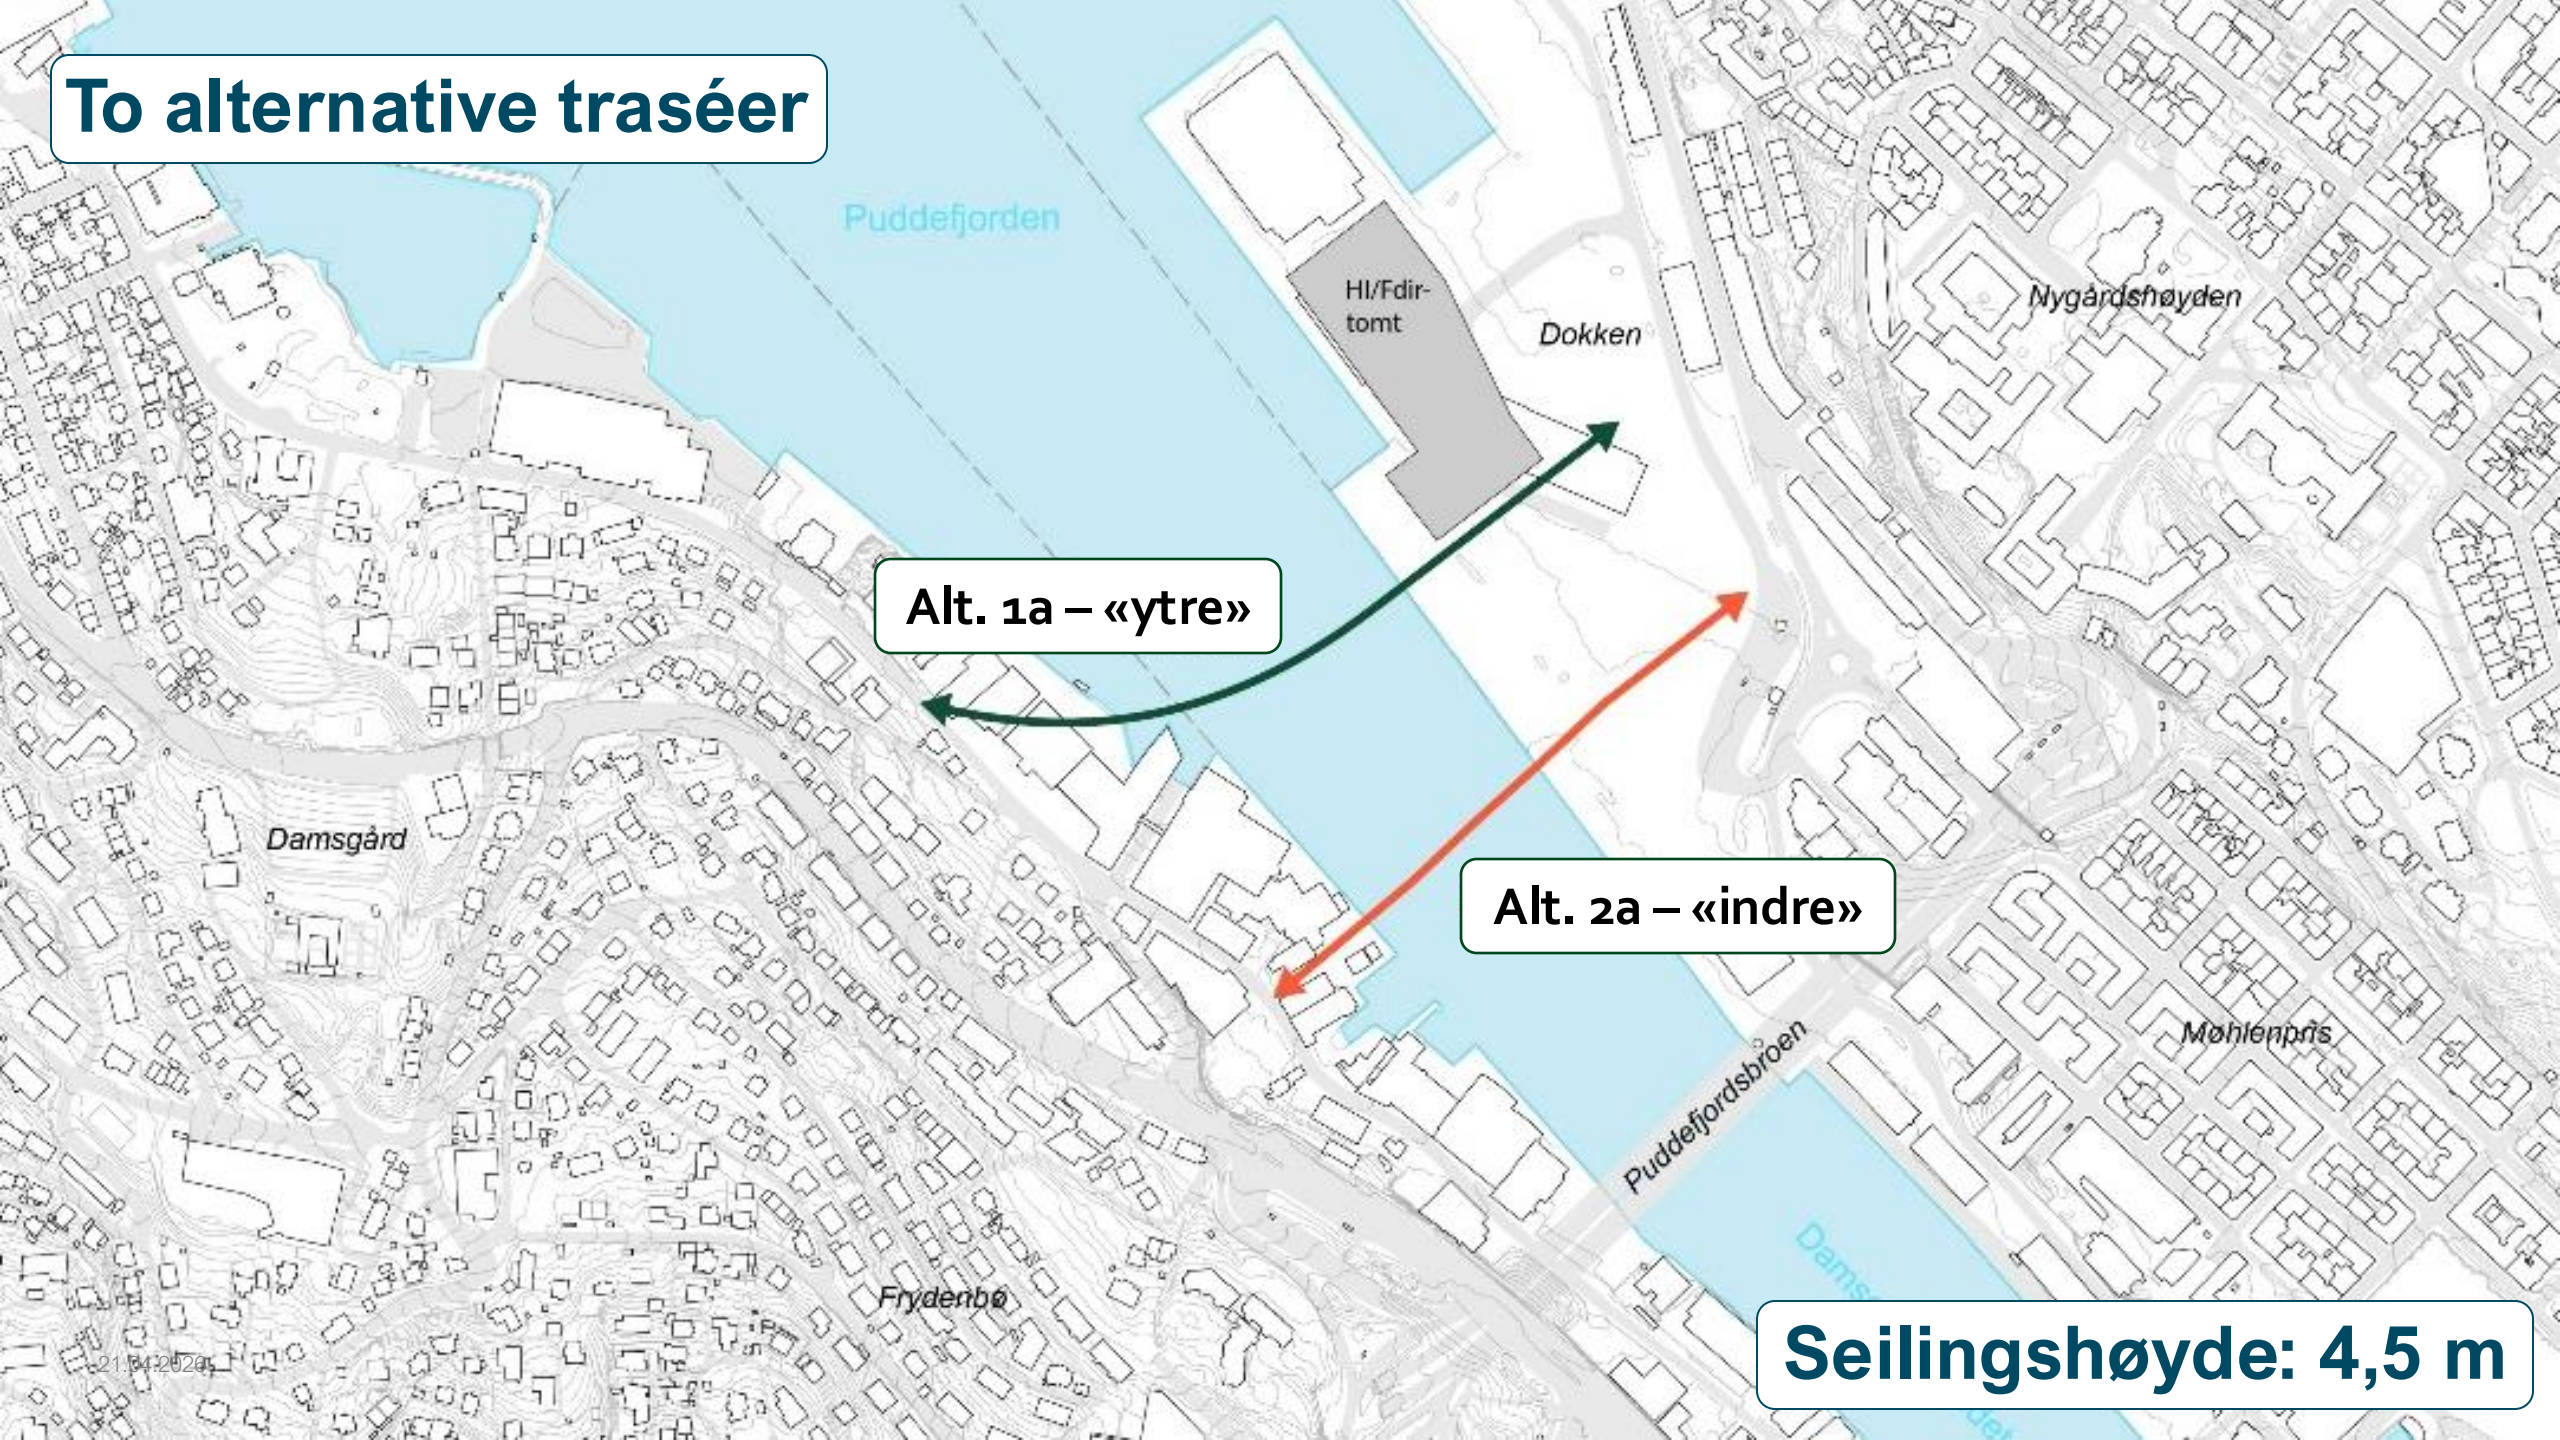 To alternative traséer
Puddefjorden
HI/Fdir-
tomt
Dokken
Nygårdshøyden
Alt. 1a – «ytre»
Damsgård
Alt. 2a – «indre»
Møhlenpris
Puddefjordsbroen
Frydenbø
Seilingshøyde: 4,5 m